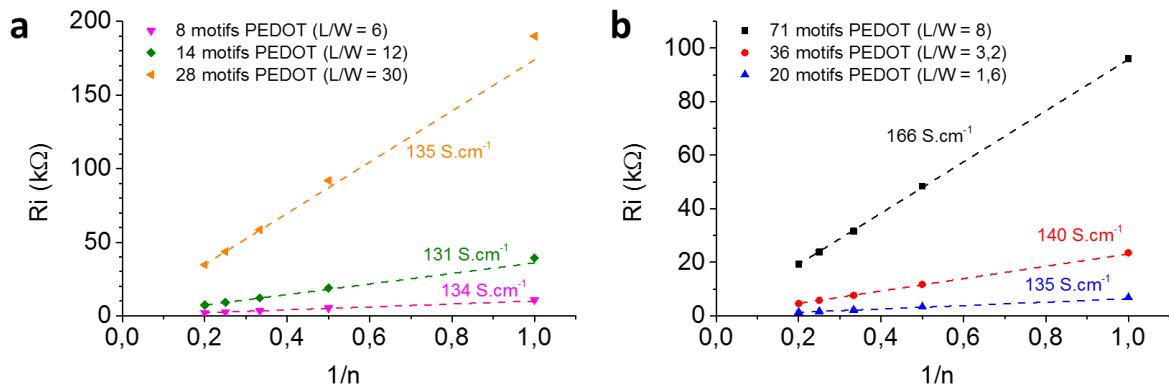 a
8 motifs PEDOT (L/W = 6)
14 motifs PEDOT (L/W = 12)
28 motifs PEDOT (L/W = 30)
200
150
100
50
0
Ri (kΩ)
135 S.cm⁻¹
131 S.cm⁻¹
134 S.cm⁻¹
0,0 0,2 0,4 0,6 0,8 1,0
1/n
b
71 motifs PEDOT (L/W = 8)
36 motifs PEDOT (L/W = 3,2)
20 motifs PEDOT (L/W = 1,6)
100
80
60
40
20
0
Ri (kΩ)
166 S.cm⁻¹
140 S.cm⁻¹
135 S.cm⁻¹
0,0 0,2 0,4 0,6 0,8 1,0
1/n